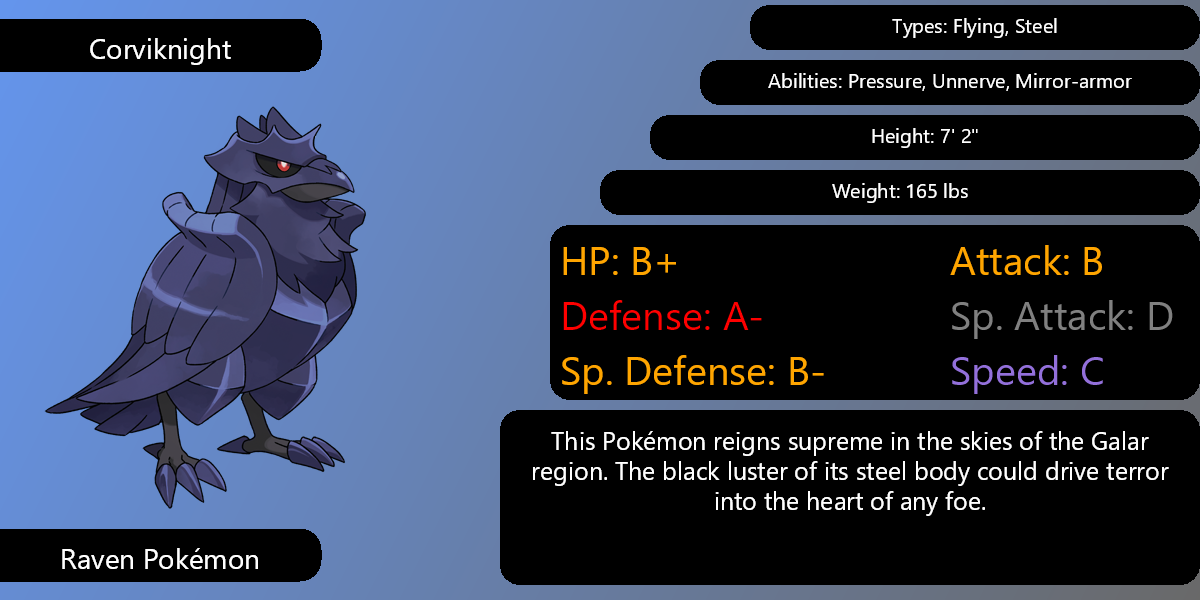 Corviknight
Types: Flying, Steel
Abilities: Pressure, Unnerve, Mirror-armor
Height: 7' 2"
Weight: 165 lbs
HP: B+
Attack: B
Defense: A-
Sp. Attack: D
Sp. Defense: B-
Speed: C
This Pokémon reigns supreme in the skies of the Galar
region. The black luster of its steel body could drive terror
into the heart of any foe.
Raven Pokémon